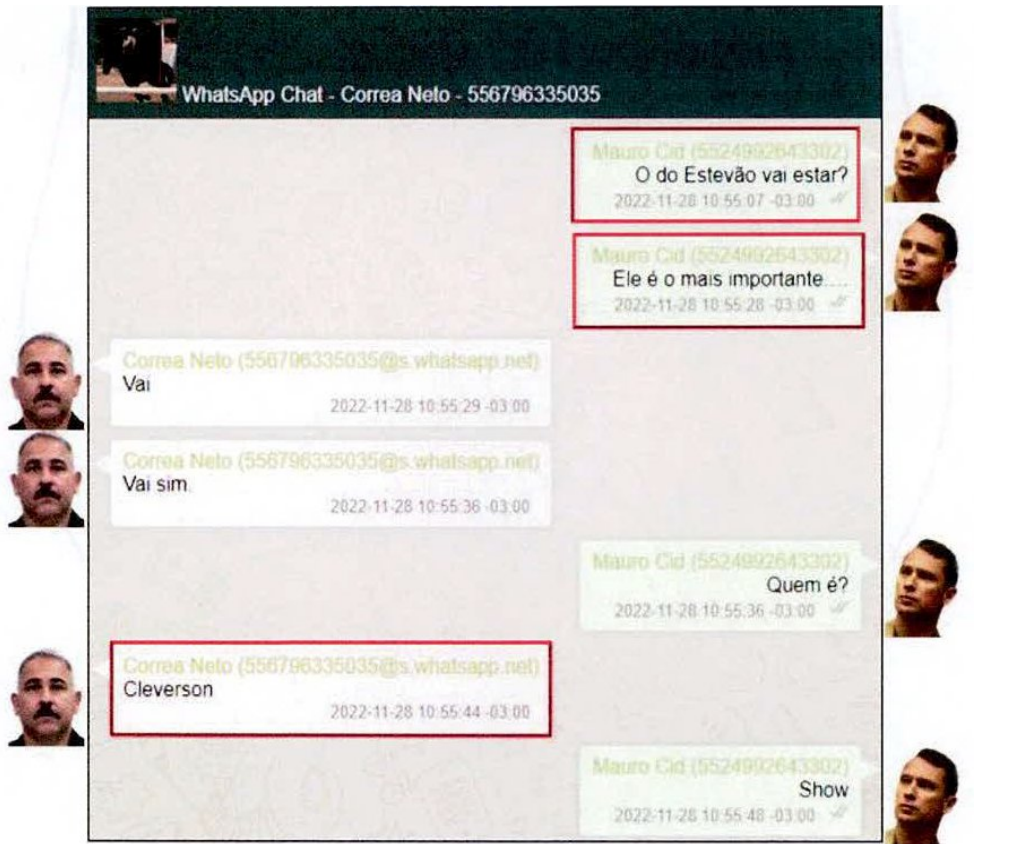 WhatsApp Chat - Correa Neto - 556796335035
Mauro Cid (5524992643302)
O do Estevão vai estar?
2022-11-28 10:55:07 -03:00
Mauro Cid (5524992643302)
Ele é o mais importante....
2022-11-28 10:55:28 -03:00
Correa Neto (556796335035@s.whatsapp.net)
Vai
2022-11-28 10:55:29 -03:00
Correa Neto (556796335035@s.whatsapp.net)
Vai sim.
2022-11-28 10:55:36 -03:00
Mauro Cid (5524992643302)
Quem é?
2022-11-28 10:55:36 -03:00
Correa Neto (556796335035@s.whatsapp.net)
Cleverson
2022-11-28 10:55:44 -03:00
Mauro Cid (5524992643302)
Show
2022-11-28 10:55:48 -03:00